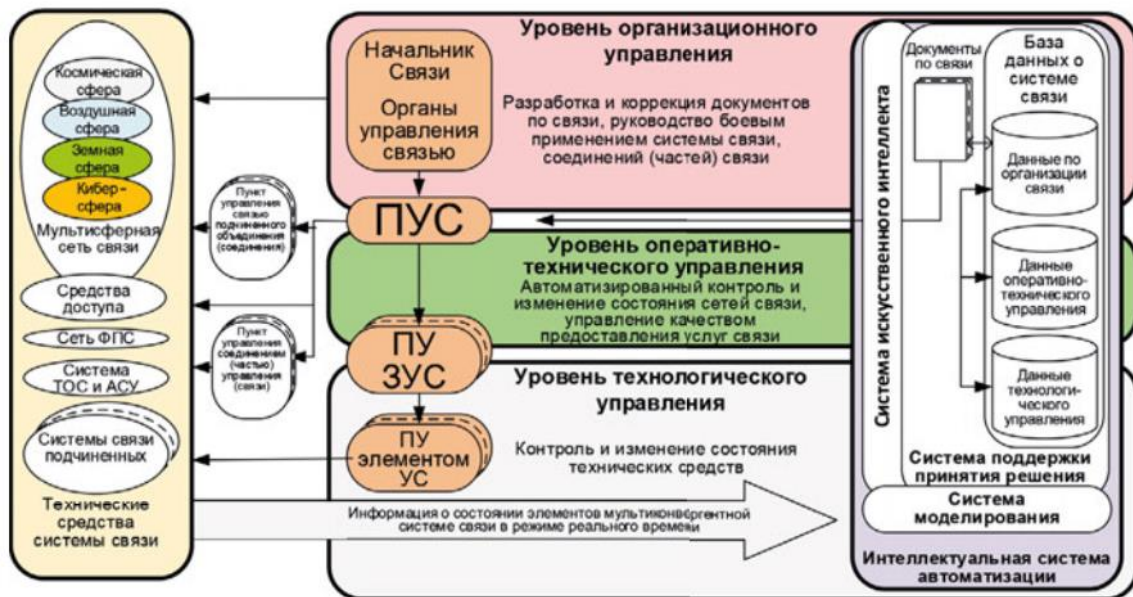 Космическая
сфера
Воздушная
сфера
Земная
сфера
Кибер-
сфера
Мультисферная
сеть связи
Средства
доступа
Сеть ФПС
Система
ТОС и АСУ
Системы связи
подчиненных
Технические
средства
системы связи
Пункт
управления
связью
подчиненного
объединения
(соединения)
Пункт
управления
соединением
(частью)
управления
(связи)
Начальник
Связи
Органы
управления
связью
ПУС
ПУ
ЗУС
ПУ
элементом
УС
Уровень организационного
управления
Разработка и коррекция документов
по связи, руководство боевым
применением системы связи,
соединений (частей) связи
Уровень оперативно-
технического управления
Автоматизированный контроль и
изменение состояния сетей связи,
управление качеством
предоставления услуг связи
Уровень технологического
управления
Контроль и изменение состояния
технических средств
Информация о состоянии элементов мультиконвергентной
системе связи в режиме реального времени
Система искусственного интеллекта
Документы
по связи
База
данных о
системе
связи
Данные по
организации
связи
Данные
оперативно-
технического
управления
Данные
технологи-
ческого
управления
Система поддержки
принятия решения
Система
моделирования
Интеллектуальная система
автоматизации